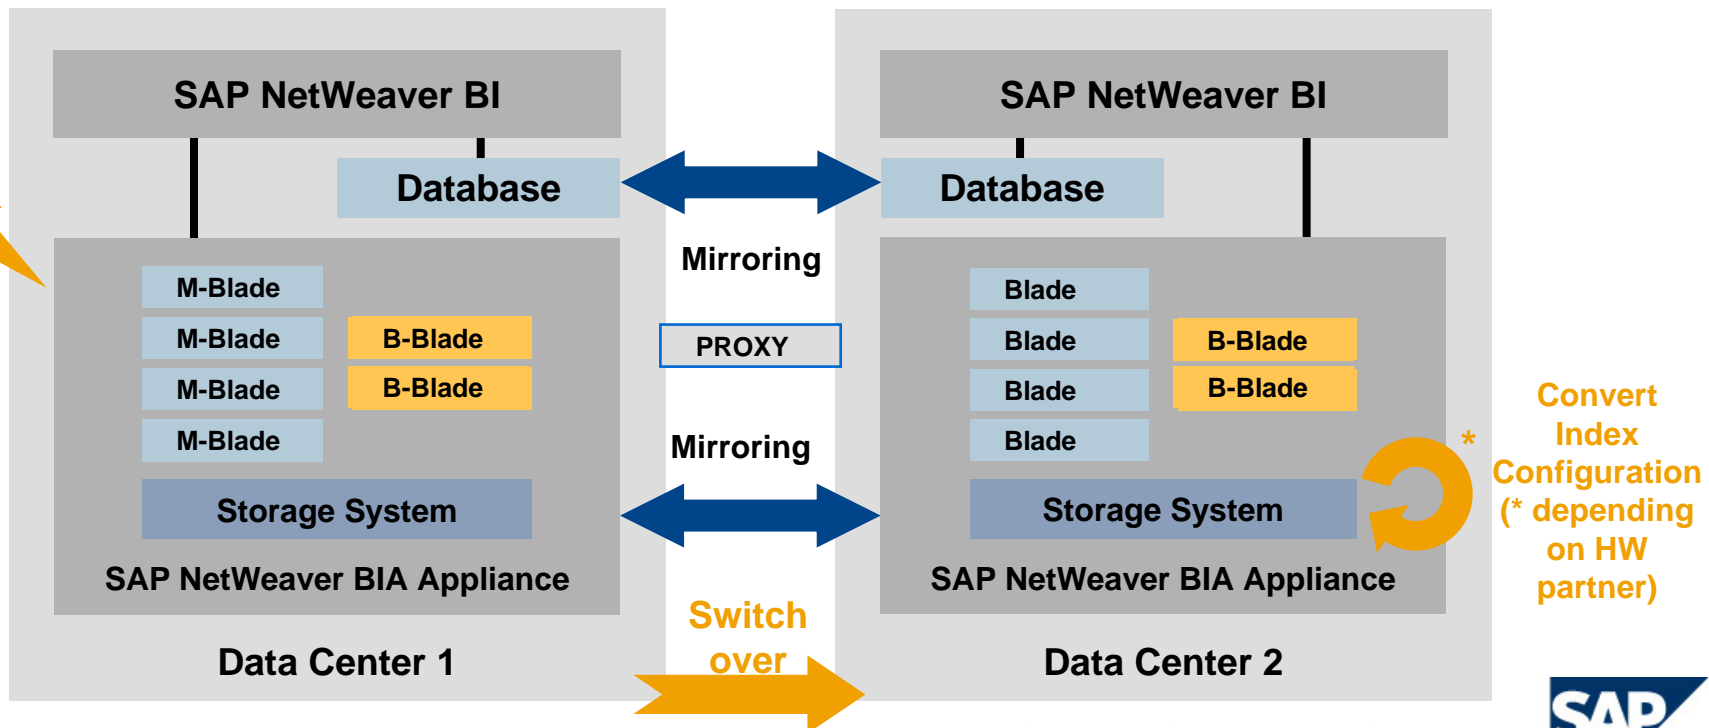 SAP NetWeaver BI
Database
M-Blade
M-Blade
M-Blade
M-Blade
B-Blade
B-Blade
Storage System
SAP NetWeaver BIA Appliance
Data Center 1
Mirroring
PROXY
Mirroring
Switch
over
SAP NetWeaver BI
Database
Blade
Blade
Blade
Blade
B-Blade
B-Blade
Storage System
SAP NetWeaver BIA Appliance
Data Center 2
*
Convert
Index
Configuration
(* depending
on HW
partner)
SAP